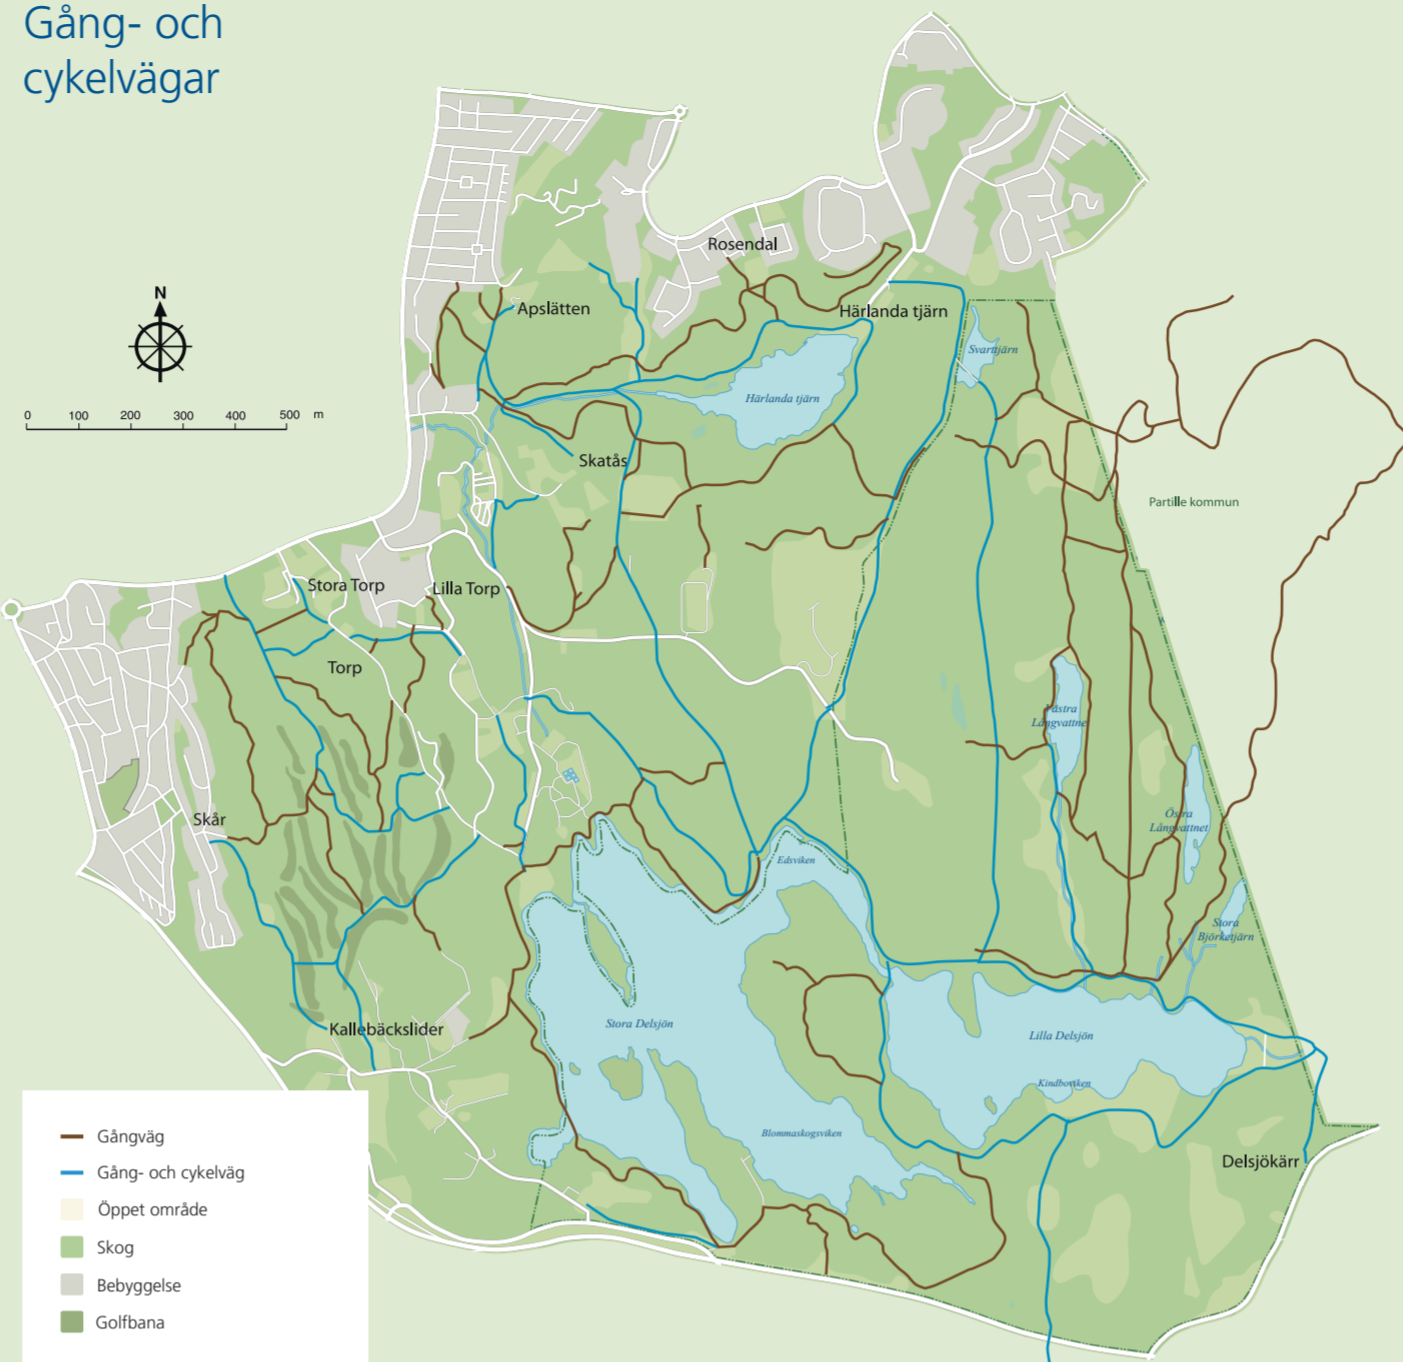 Gång- och
cykelvägar
Rosendal
N
Apslätten
Härlanda tjärn
Svarttjärn
0 100 200 300 400 500 m
Härlanda tjärn
Skatås
Partille kommun
Stora Torp
Lilla Torp
Torp
Västra
Långvattne
Skår
Östra
Långvattnet
Edsviken
Stora
Björketjärn
Stora Delsjön
Kallebäckslider
Lilla Delsjön
Kindboviken
Blommaskogsviken
Delsjökärr
Gångväg
Gång- och cykelväg
Öppet område
Skog
Bebyggelse
Golfbana